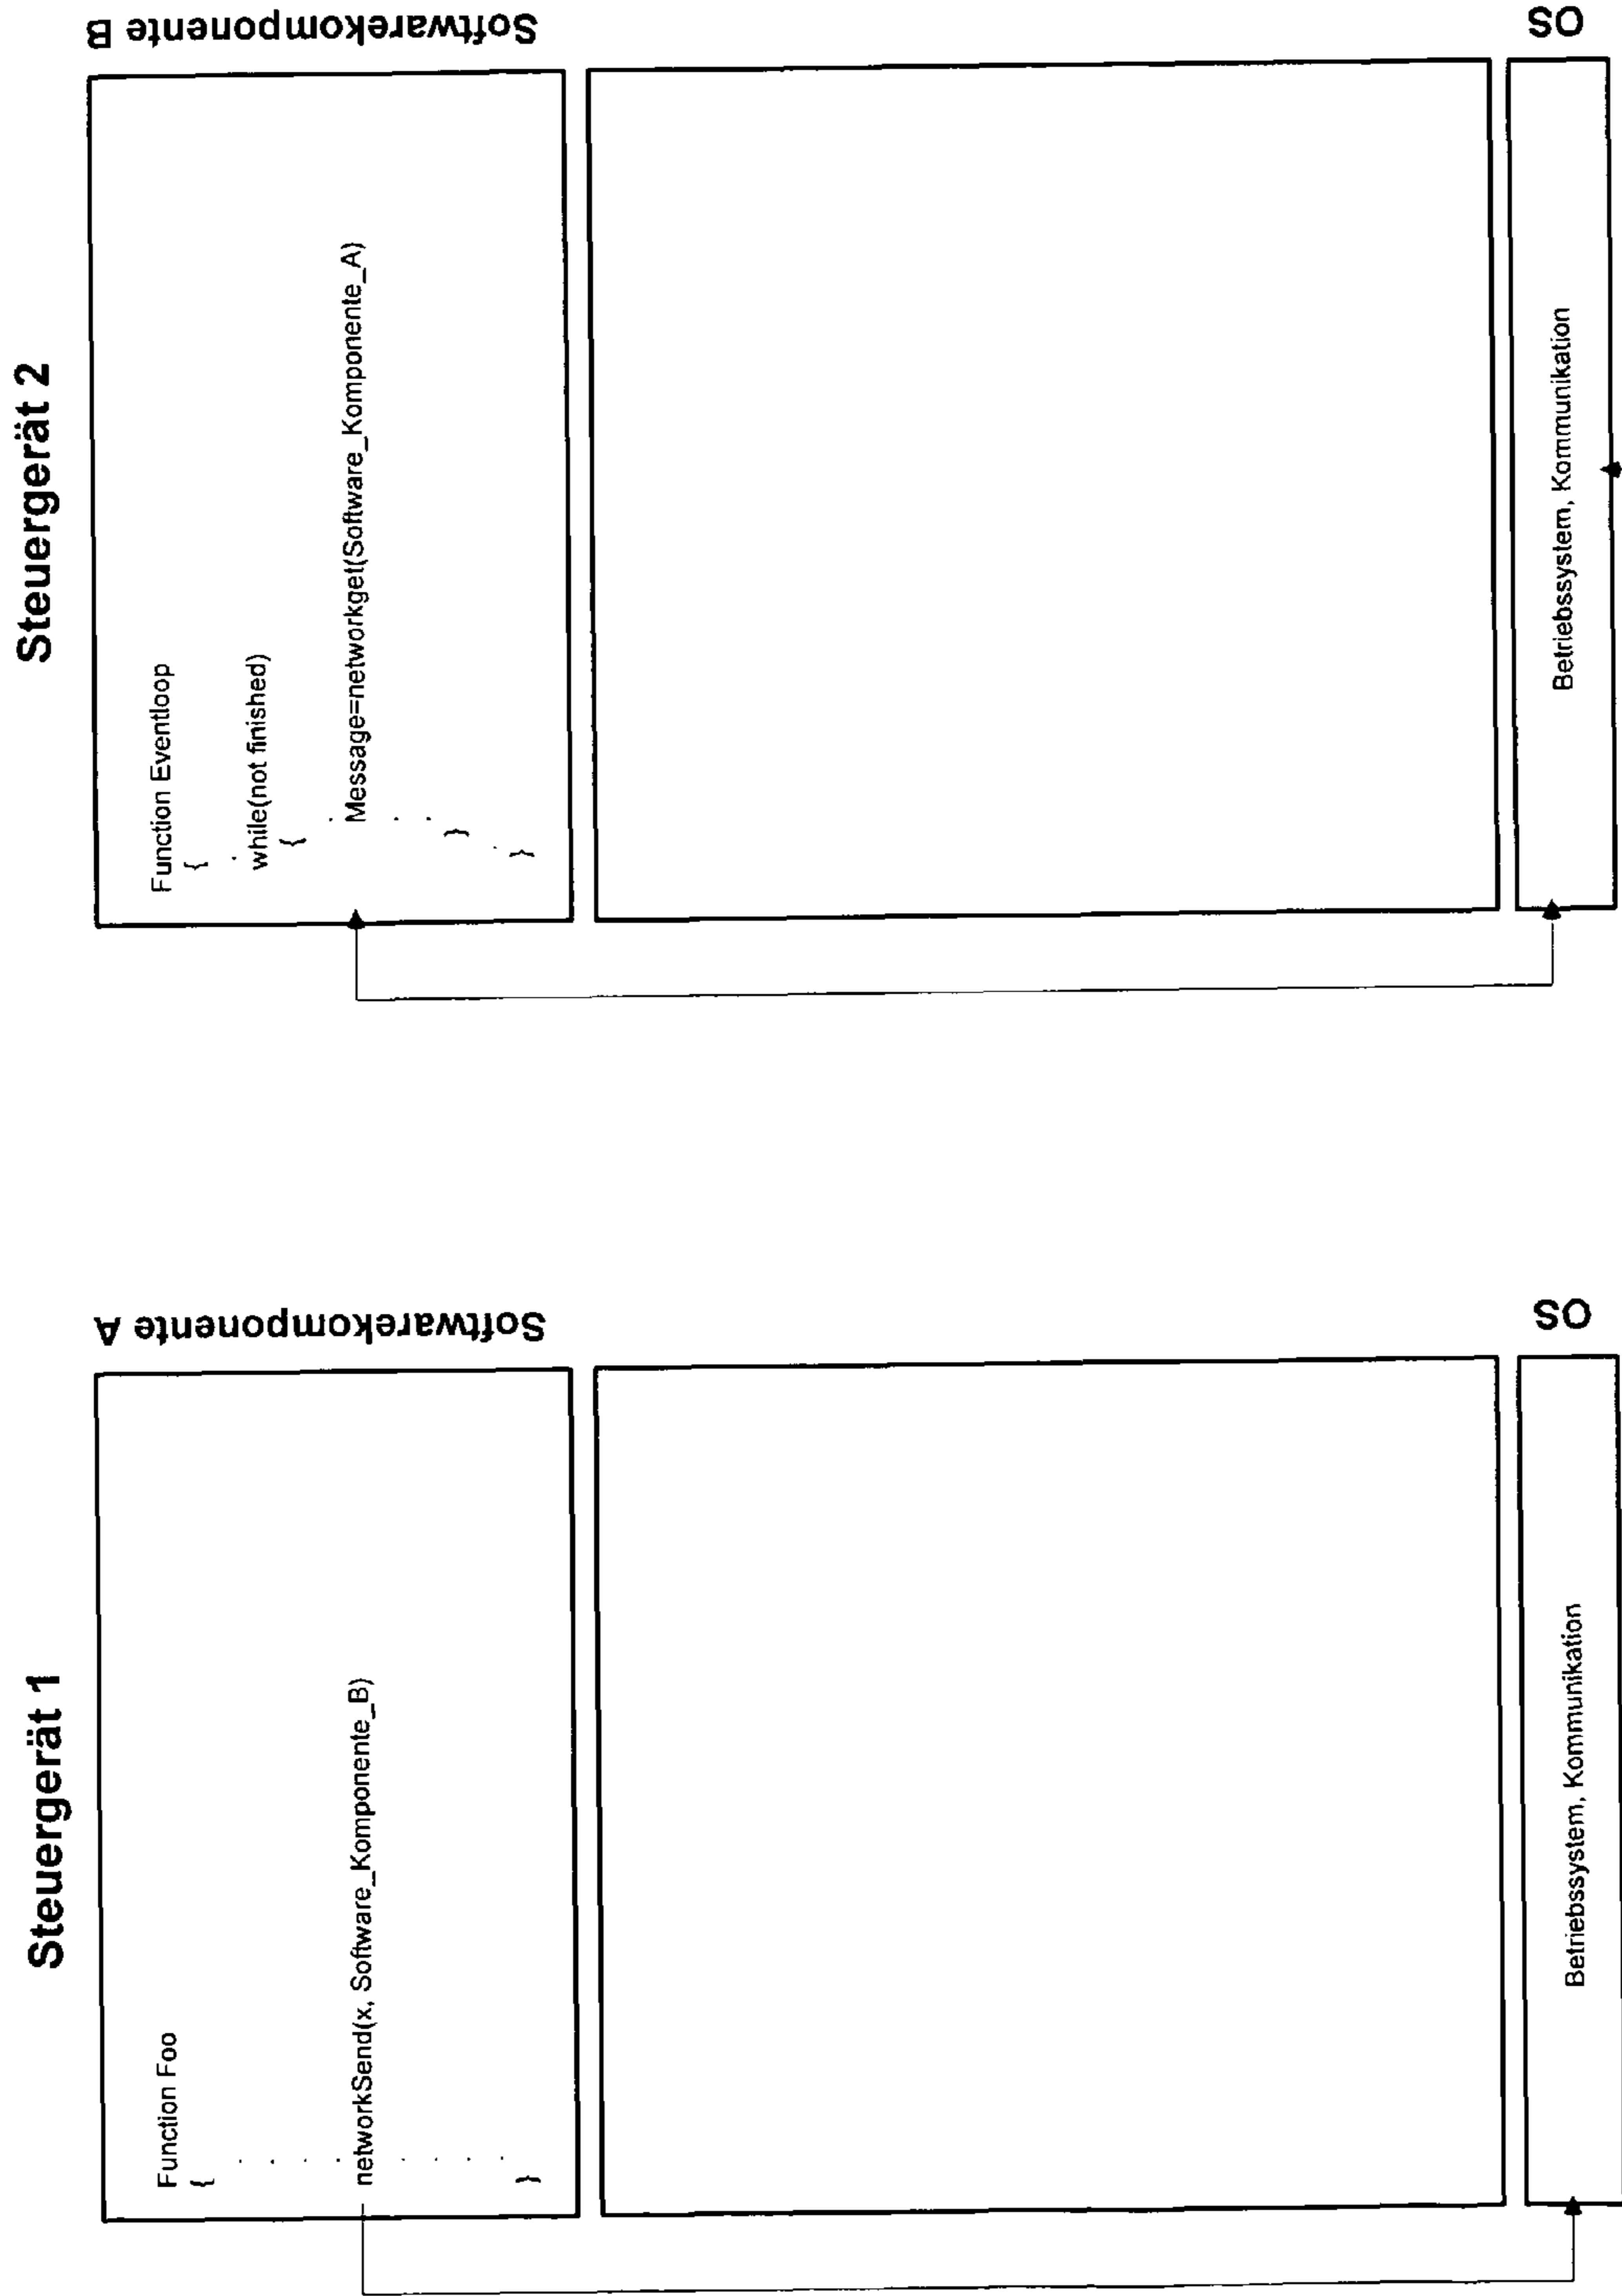 Steuergerät 1
Softwarekomponente A
Function Foo
{
networkSend(x, Software_Komponente_B)
}
Betriebssystem, Kommunikation
OS
Steuergerät 2
Softwarekomponente B
Function Eventloop
{
while(not finished)
{
Message=networkget(Software_Komponente_A)
}
}
Betriebssystem, Kommunikation
OS